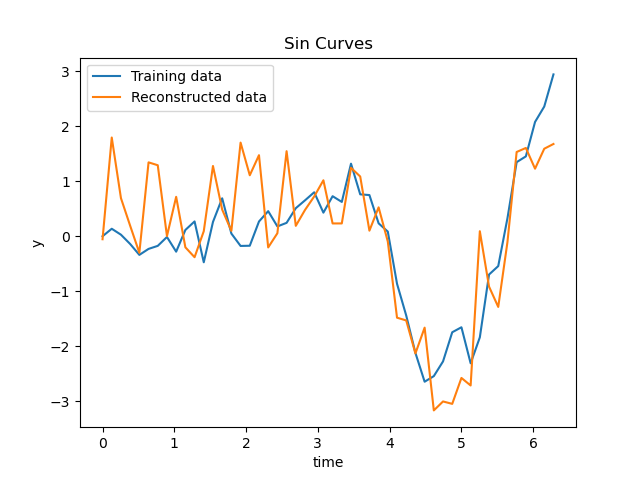 Sin Curves
Training data
Reconstructed data
y
3
2
1
0
−1
−2
−3
0 1 2 3 4 5 6
time